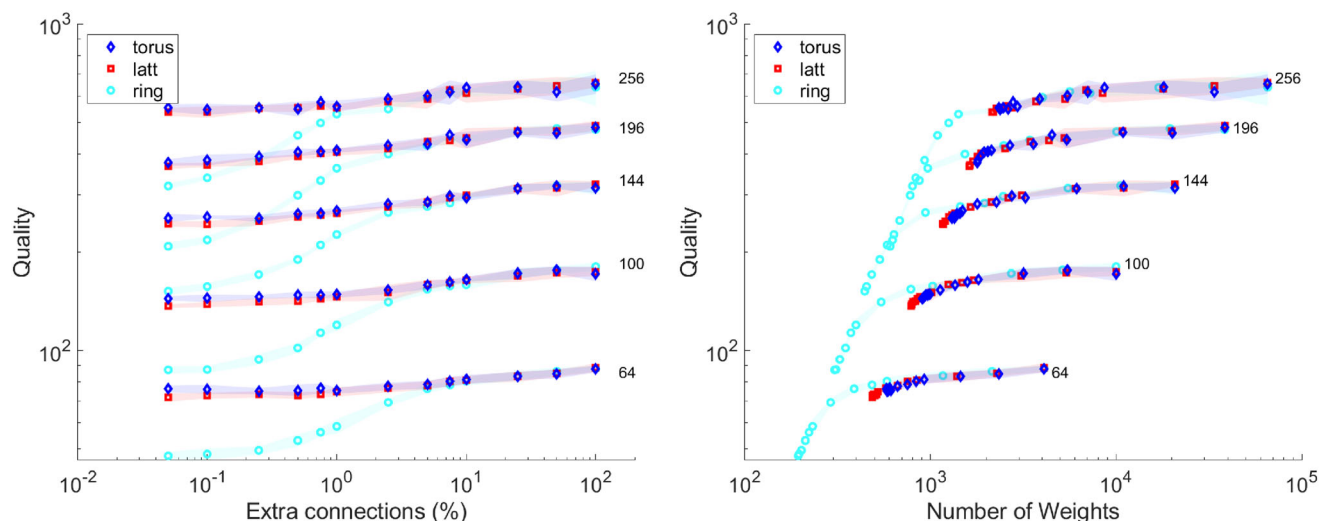 10^3
torus
latt
ring
256
196
144
100
64
10^2
Quality
10^-2
10^-1
10^0
10^1
10^2
Extra connections (%)
10^3
torus
latt
ring
256
196
144
100
64
10^2
Quality
10^2
10^3
10^4
10^5
Number of Weights